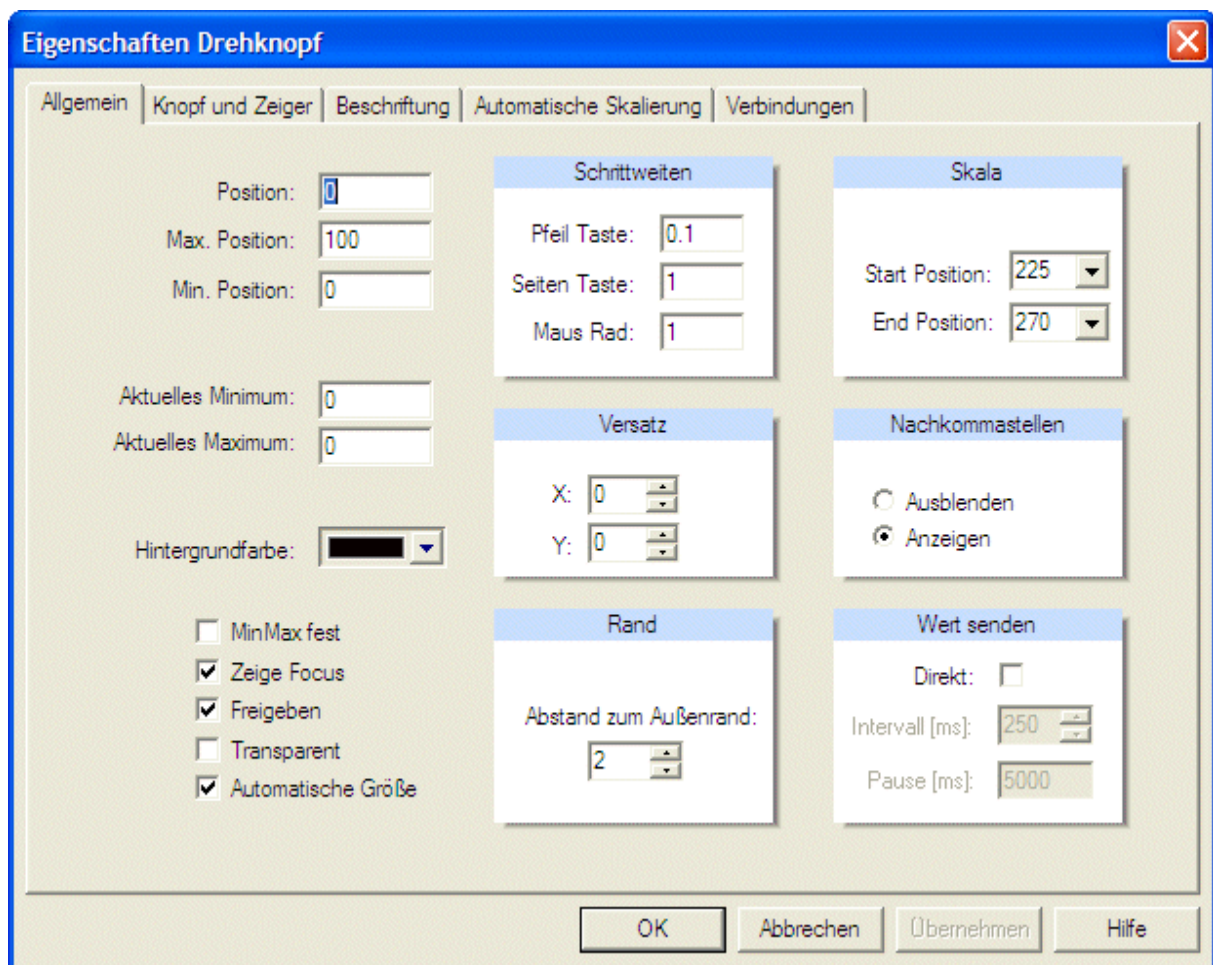 Eigenschaften Drehknopf
Allgemein
Knopf und Zeiger
Beschriftung
Automatische Skalierung
Verbindungen
Position: 0
Max. Position: 100
Min. Position: 0
Aktuelles Minimum: 0
Aktuelles Maximum: 0
Hintergrundfarbe:
MinMax fest
Zeige Focus
Freigeben
Transparent
Automatische Größe
Schrittweiten
Pfeil Taste: 0.1
Seiten Taste: 1
Maus Rad: 1
Versatz
X: 0
Y: 0
Rand
Abstand zum Außenrand:
2
Skala
Start Position: 225
End Position: 270
Nachkommastellen
Ausblenden
Anzeigen
Wert senden
Direkt:
Intervall [ms]: 250
Pause [ms]: 5000
OK
Abbrechen
Übernehmen
Hilfe